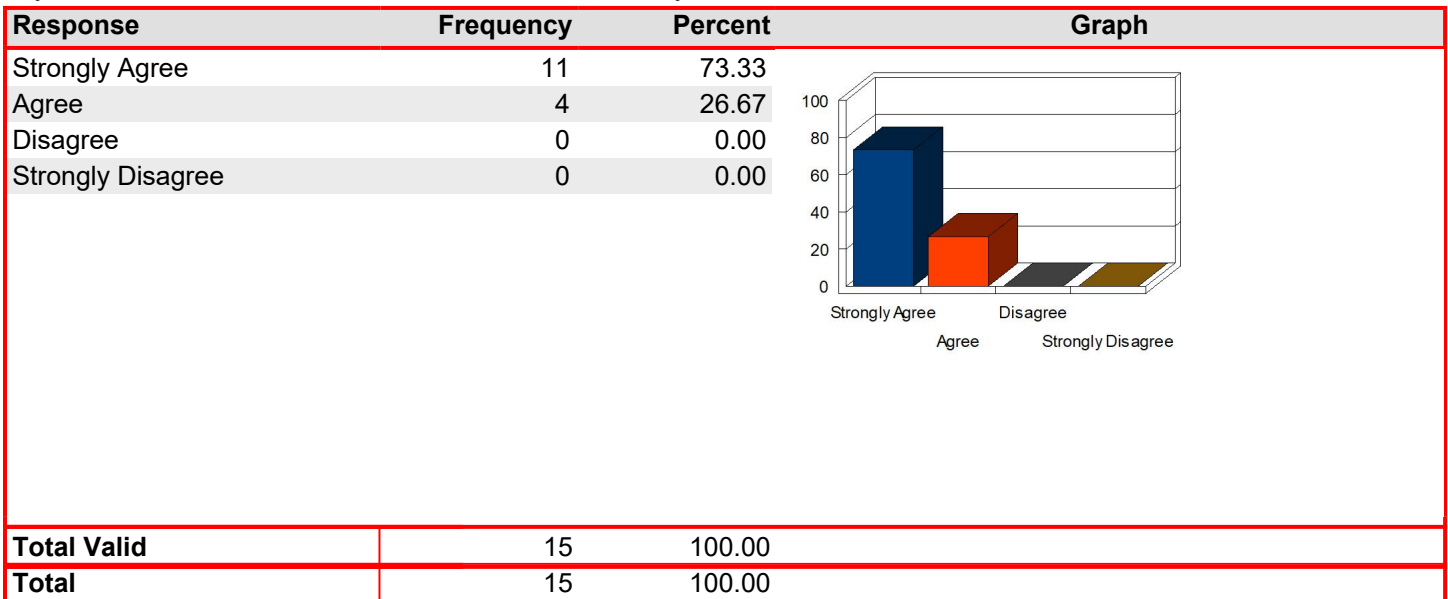 Response Frequency Percent Graph
Strongly Agree 11 73.33
Agree 4 26.67
Disagree 0 0.00
Strongly Disagree 0 0.00
100
80
60
40
20
0
Strongly Agree Disagree
Agree Strongly Disagree
Total Valid 15 100.00
Total 15 100.00